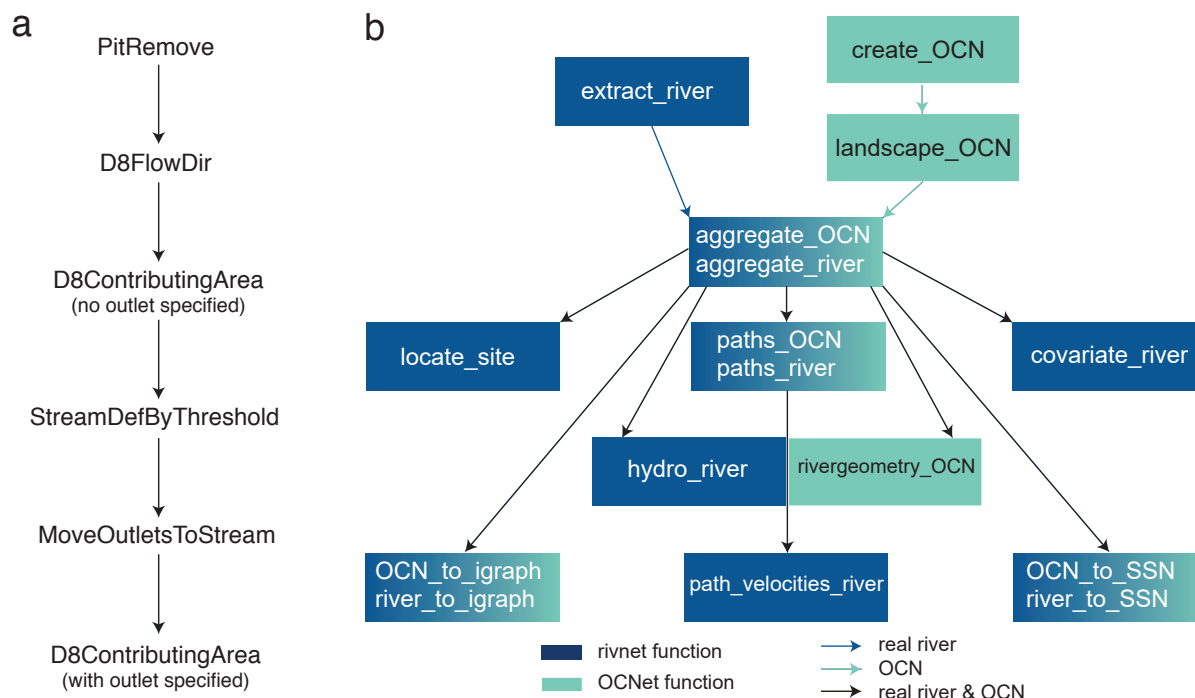 a
PitRemove
D8FlowDir
D8ContributingArea
(no outlet specified)
StreamDefByThreshold
MoveOutletsToStream
D8ContributingArea
(with outlet specified)
b
extract_river
create_OCN
landscape_OCN
aggregate_OCN
aggregate_river
locate_site
paths_OCN
paths_river
covariate_river
hydro_river
rivergeometry_OCN
OCN_to_igraph
river_to_igraph
path_velocities_river
OCN_to_SSN
river_to_SSN
rivnet function
OCNet function
real river
OCN
real river & OCN